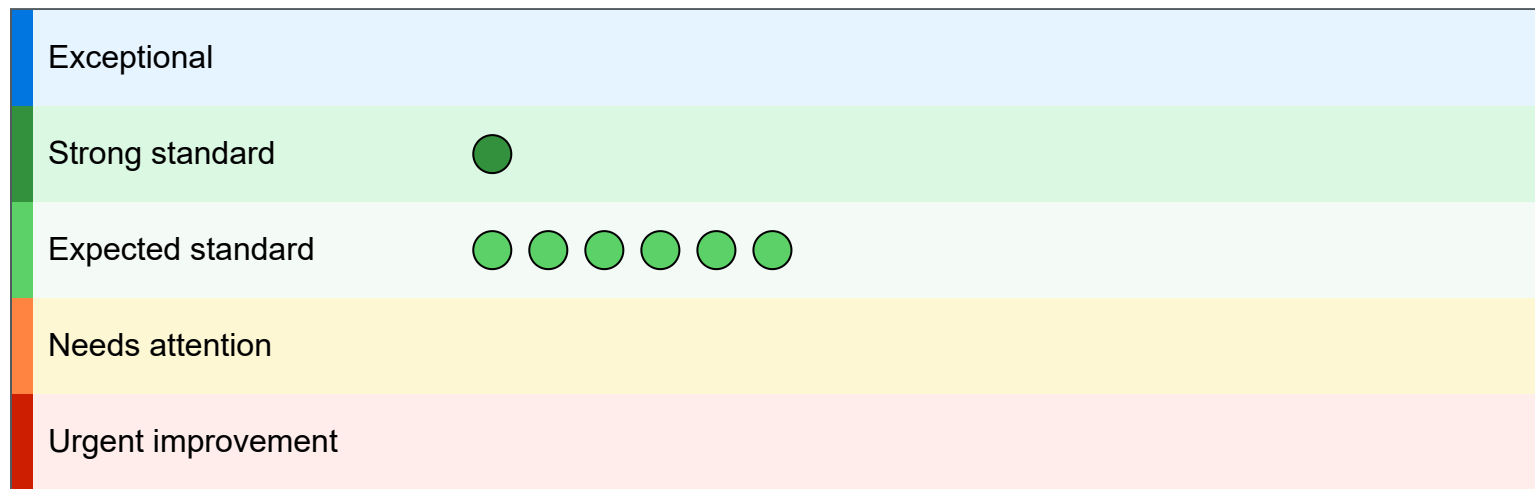 Exceptional
Strong standard
Expected standard
Needs attention
Urgent improvement